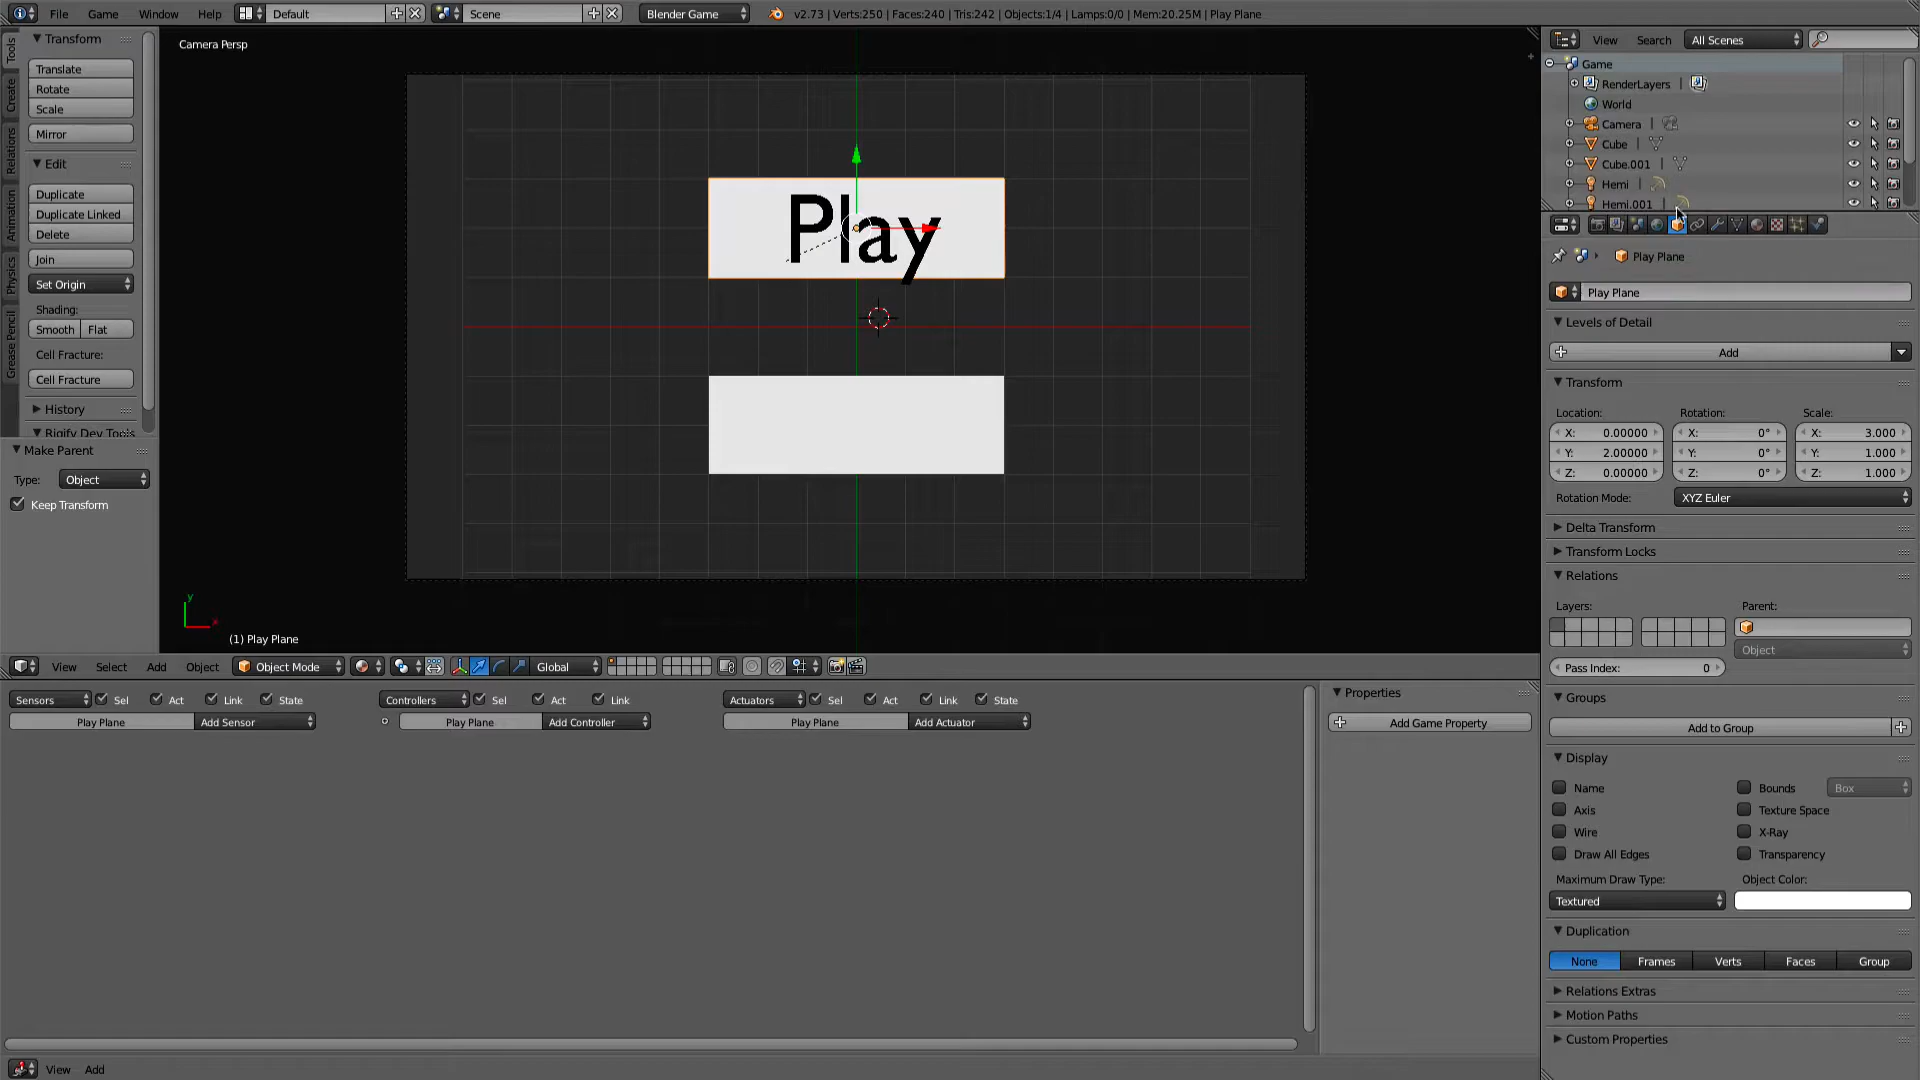 File Game Window Help Default Scene Blender Game v2.73 | Verts:250 | Faces:240 | Tris:242 | Objects:1/4 | Lamps:0/0 | Mem:20.25M | Play Plane
Tools
Create
Relations
Animation
Physics
Grease Pencil
Transform
Translate
Rotate
Scale
Mirror
Edit
Duplicate
Duplicate Linked
Delete
Join
Set Origin
Shading:
Smooth Flat
Cell Fracture:
Cell Fracture
History
Rigify Dev Tools
Make Parent
Type: Object
Keep Transform
Camera Persp
Play
y
x
(1) Play Plane
View Select Add Object Object Mode Global
Sensors Sel Act Link State Controllers Sel Act Link Actuators Sel Act Link State
Play Plane Add Sensor Play Plane Add Controller Play Plane Add Actuator
Properties
Add Game Property
View Add
View Search All Scenes
Game
RenderLayers |
World
Camera |
Cube |
Cube.001 |
Hemi |
Hemi.001 |
Play Plane
Play Plane
Levels of Detail
Add
Transform
Location: Rotation: Scale:
X: 0.00000 X: 0° X: 3.000
Y: 2.00000 Y: 0° Y: 1.000
Z: 0.00000 Z: 0° Z: 1.000
Rotation Mode: XYZ Euler
Delta Transform
Transform Locks
Relations
Layers: Parent:
Object
Pass Index: 0
Groups
Add to Group
Display
Name Bounds Box
Axis Texture Space
Wire X-Ray
Draw All Edges Transparency
Maximum Draw Type: Object Color:
Textured
Duplication
None Frames Verts Faces Group
Relations Extras
Motion Paths
Custom Properties